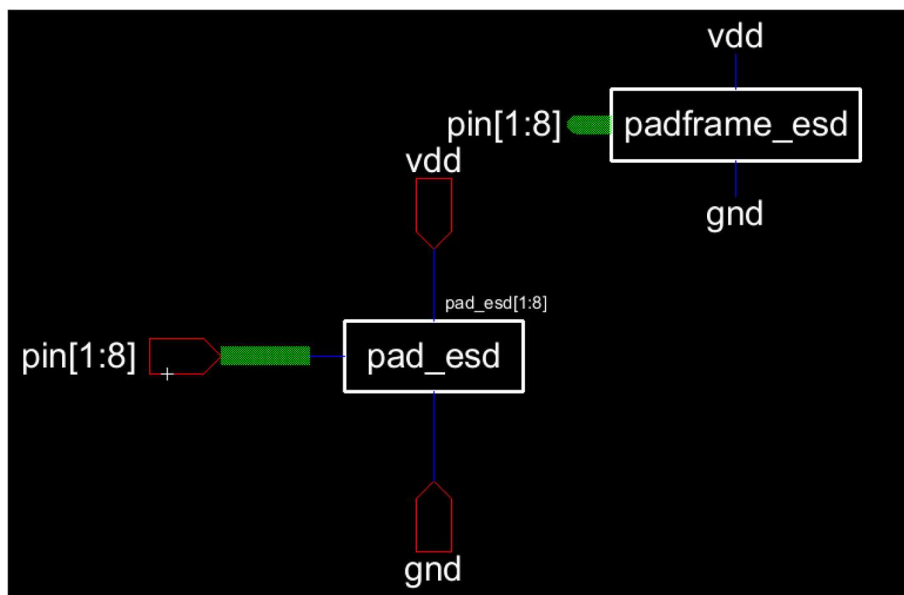 vdd
pin[1:8]
padframe_esd
vdd
gnd
pad_esd[1:8]
pin[1:8]
pad_esd
gnd